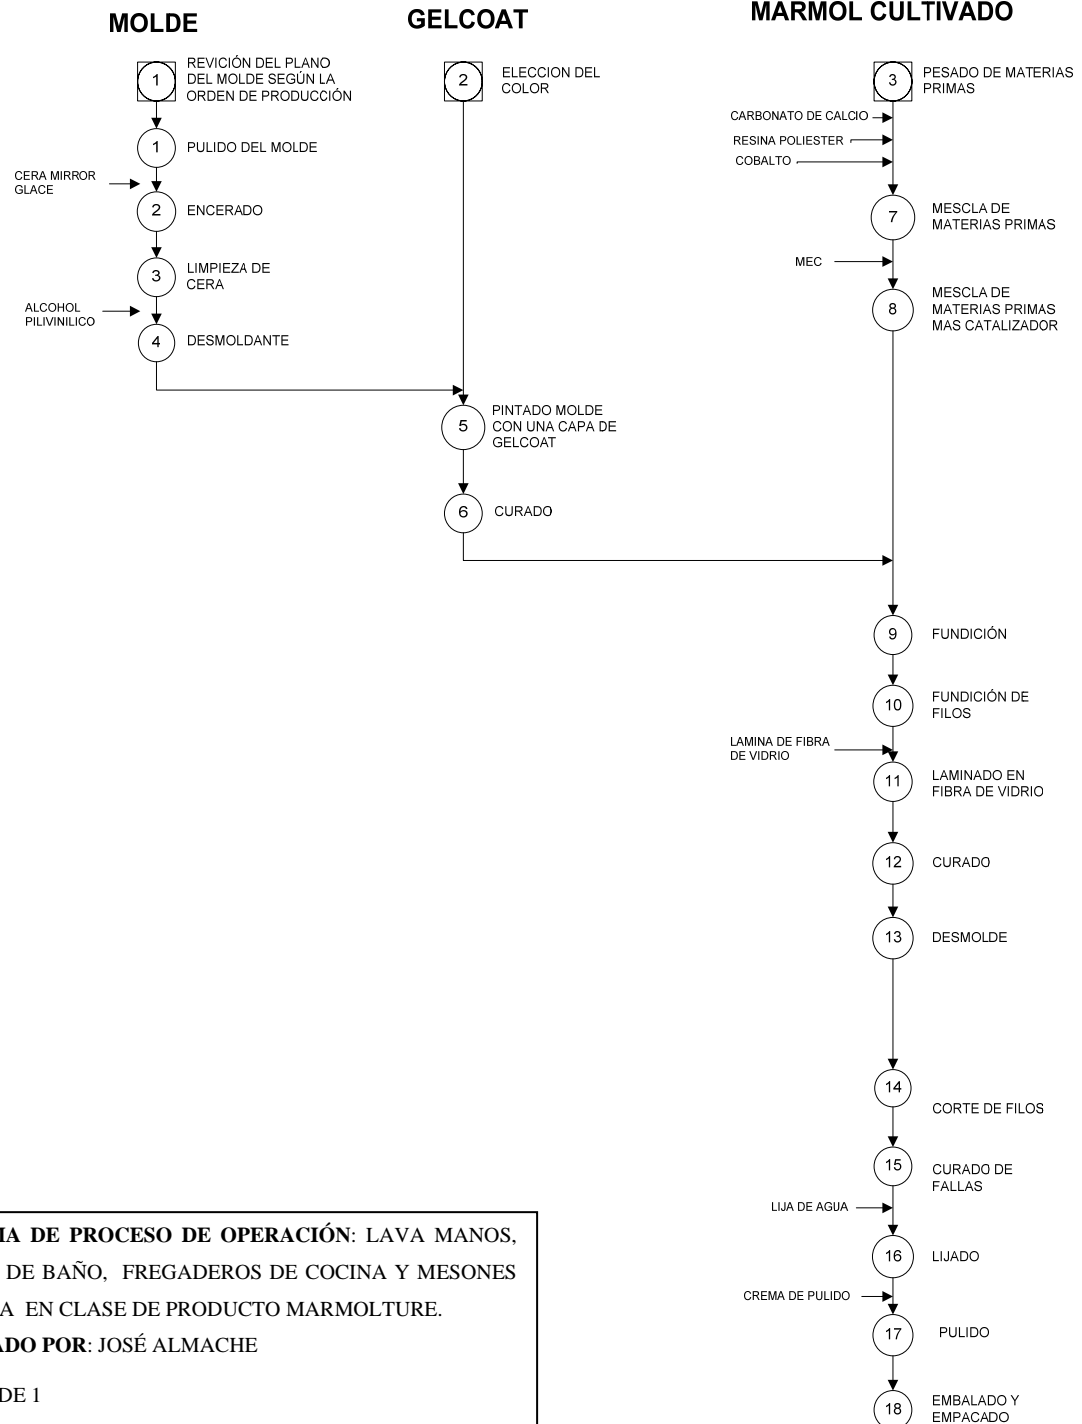 MOLDE
GELCOAT
MARMOL CULTIVADO
1
REVICIÓN DEL PLANO
DEL MOLDE SEGÚN LA
ORDEN DE PRODUCCIÓN
1
PULIDO DEL MOLDE
CERA MIRROR
GLACE
2
ENCERADO
3
LIMPIEZA DE
CERA
ALCOHOL
PILIVINILICO
4
DESMOLDANTE
2
ELECCION DEL
COLOR
5
PINTADO MOLDE
CON UNA CAPA DE
GELCOAT
6
CURADO
3
PESADO DE MATERIAS
PRIMAS
CARBONATO DE CALCIO
RESINA POLIESTER
COBALTO
7
MESCLA DE
MATERIAS PRIMAS
MEC
8
MESCLA DE
MATERIAS PRIMAS
MAS CATALIZADOR
9
FUNDICIÓN
10
FUNDICIÓN DE
FILOS
LAMINA DE FIBRA
DE VIDRIO
11
LAMINADO EN
FIBRA DE VIDRIO
12
CURADO
13
DESMOLDE
14
CORTE DE FILOS
15
CURADO DE
FALLAS
LIJA DE AGUA
16
LIJADO
CREMA DE PULIDO
17
PULIDO
18
EMBALADO Y
EMPACADO
MA DE PROCESO DE OPERACIÓN: LAVA MANOS,
DE BAÑO, FREGADEROS DE COCINA Y MESONES
A EN CLASE DE PRODUCTO MARMOLTURE.
ADO POR: JOSÉ ALMACHE
DE 1